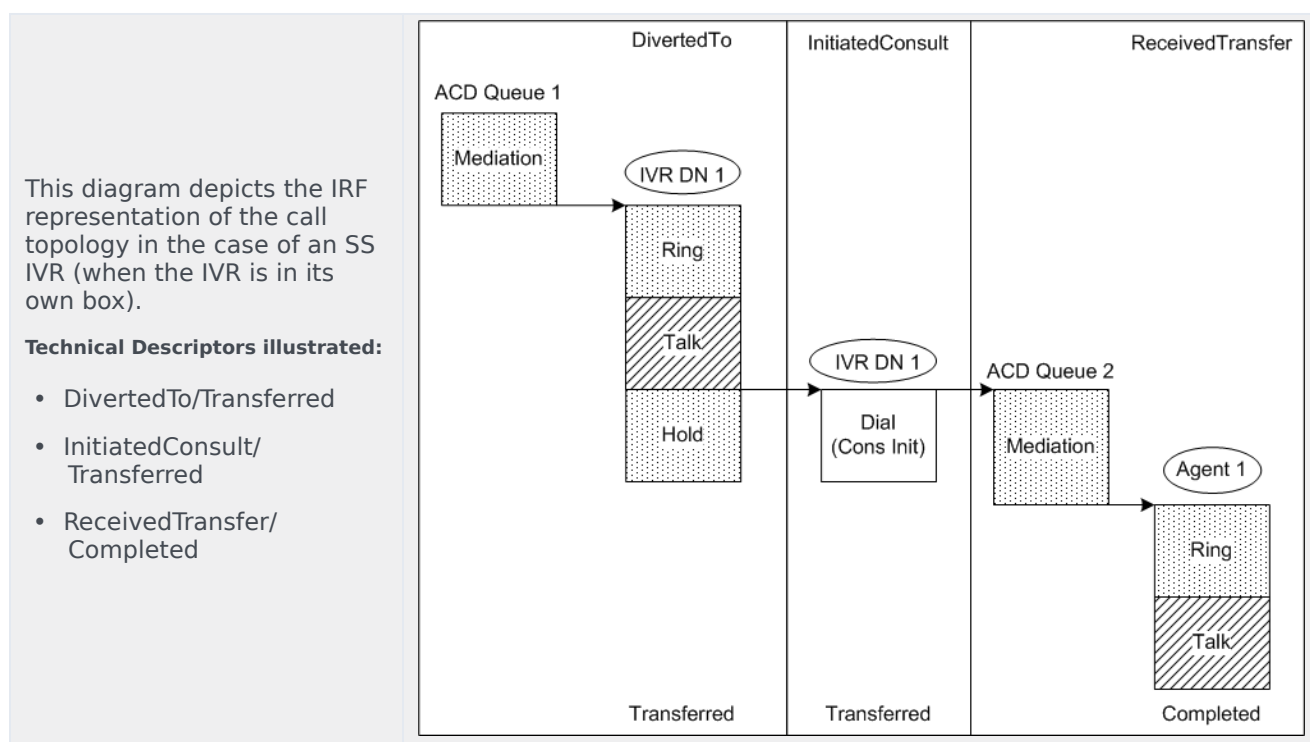 This diagram depicts the IRF
representation of the call
topology in the case of an SS
IVR (when the IVR is in its
own box).
Technical Descriptors illustrated:
• DivertedTo/Transferred
• InitiatedConsult/
Transferred
• ReceivedTransfer/
Completed
DivertedTo
InitiatedConsult
ReceivedTransfer
ACD Queue 1
Mediation
IVR DN 1
Ring
Talk
Hold
IVR DN 1
Dial
(Cons Init)
ACD Queue 2
Mediation
Agent 1
Ring
Talk
Transferred
Transferred
Completed